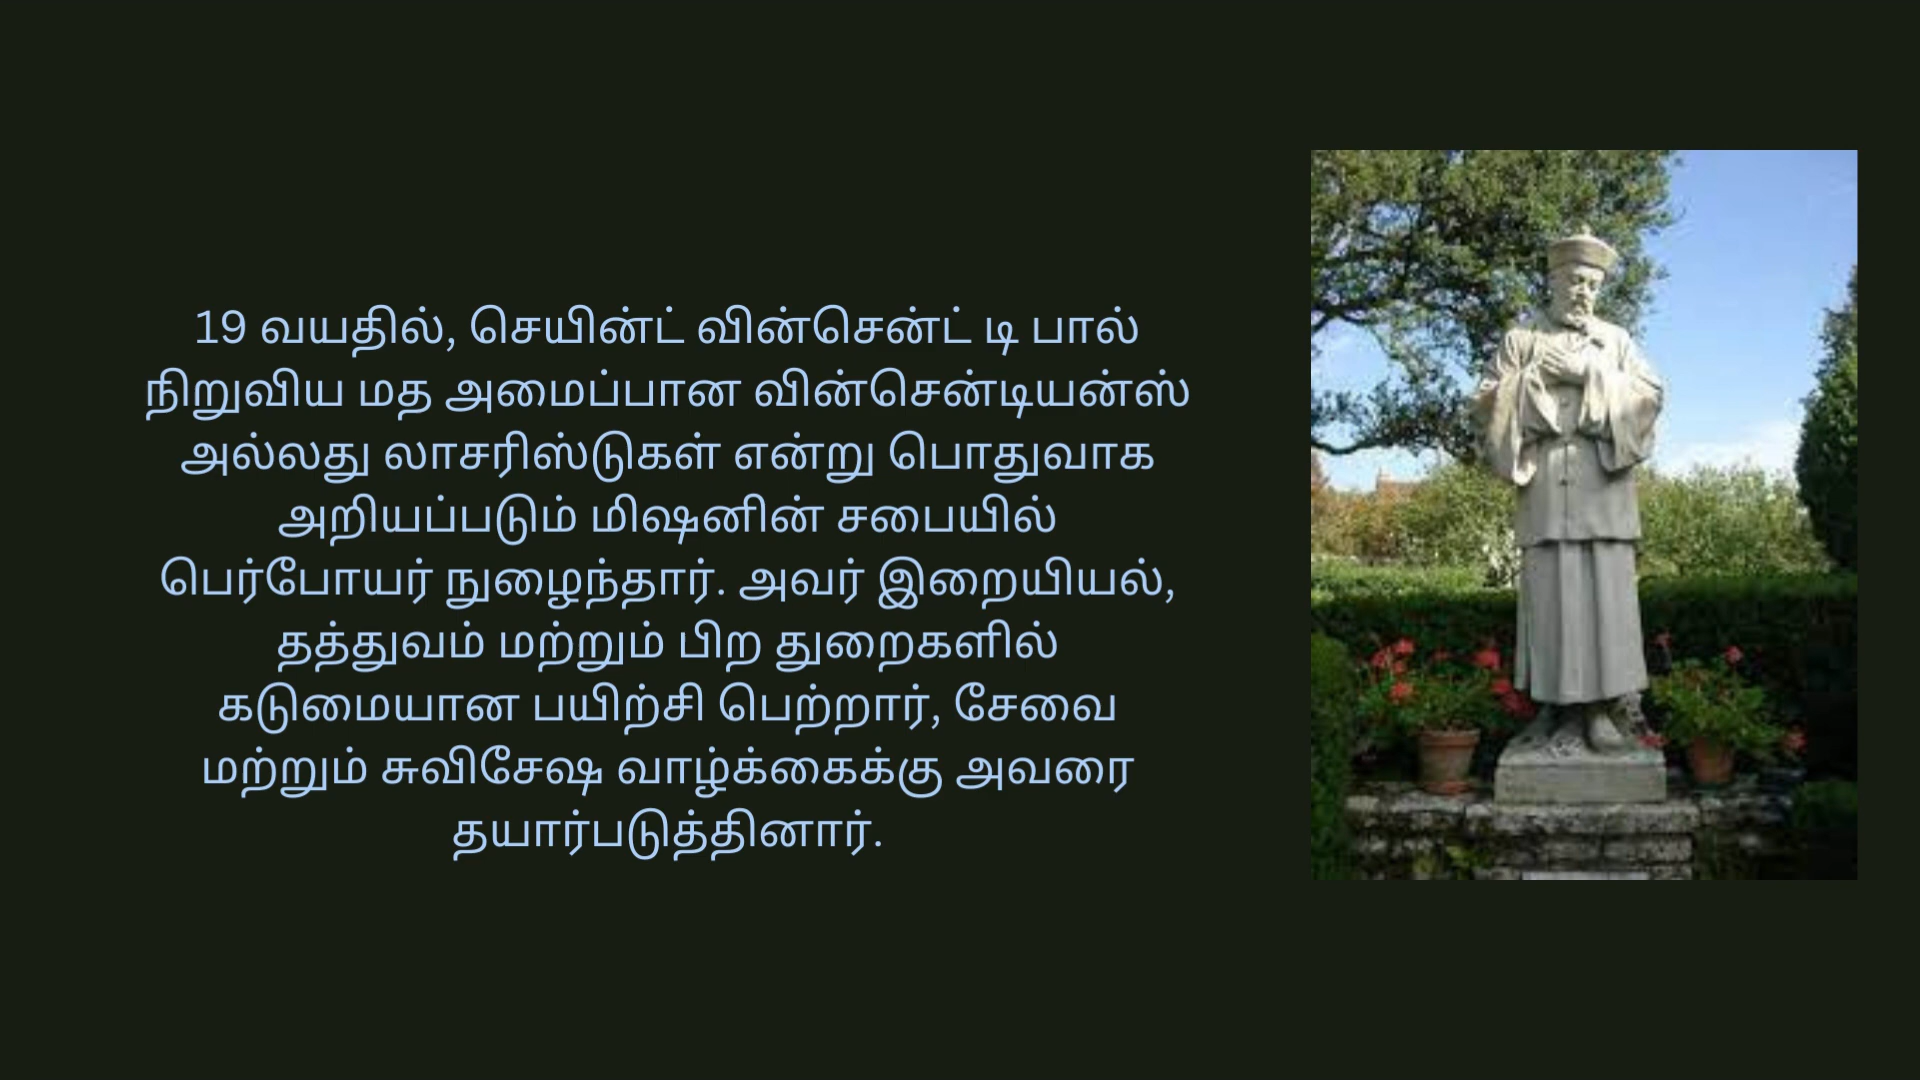 19 வயதில், செயின்ட் வின்சென்ட் டி பால்
நிறுவிய மத அமைப்பான வின்சென்டியன்ஸ்
அல்லது லாசரிஸ்டுகள் என்று பொதுவாக
அறியப்படும் மிஷனின் சபையில்
பெர்போயர் நுழைந்தார். அவர் இறையியல்,
தத்துவம் மற்றும் பிற துறைகளில்
கடுமையான பயிற்சி பெற்றார், சேவை
மற்றும் சுவிசேஷ வாழ்க்கைக்கு அவரை
தயார்படுத்தினார்.